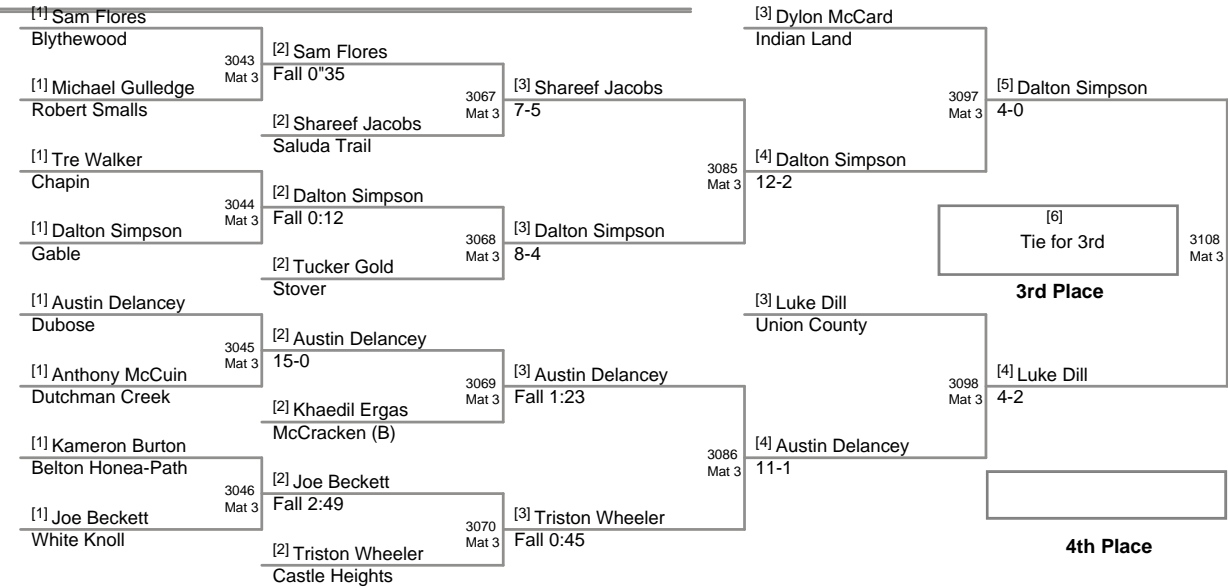 [1] Sam Flores
Blythewood
3043
Mat 3
[1] Michael Gulledge
Robert Smalls
[1] Tre Walker
Chapin
3044
Mat 3
[1] Dalton Simpson
Gable
[1] Austin Delancey
Dubose
3045
Mat 3
[1] Anthony McCuin
Dutchman Creek
[1] Kameron Burton
Belton Honea-Path
3046
Mat 3
[1] Joe Beckett
White Knoll
[2] Sam Flores
Fall 0"35
3067
Mat 3
[2] Shareef Jacobs
Saluda Trail
[2] Dalton Simpson
Fall 0:12
3068
Mat 3
[2] Tucker Gold
Stover
[2] Austin Delancey
15-0
3069
Mat 3
[2] Khaedil Ergas
McCracken (B)
[2] Joe Beckett
Fall 2:49
3070
Mat 3
[2] Triston Wheeler
Castle Heights
[3] Shareef Jacobs
7-5
3085
Mat 3
[3] Dalton Simpson
8-4
[3] Austin Delancey
Fall 1:23
3086
Mat 3
[3] Triston Wheeler
Fall 0:45
[3] Dylon McCard
Indian Land
3097
Mat 3
[4] Dalton Simpson
12-2
[3] Luke Dill
Union County
3098
Mat 3
[4] Austin Delancey
11-1
[5] Dalton Simpson
4-0
[6]
Tie for 3rd
3108
Mat 3
3rd Place
[4] Luke Dill
4-2
4th Place